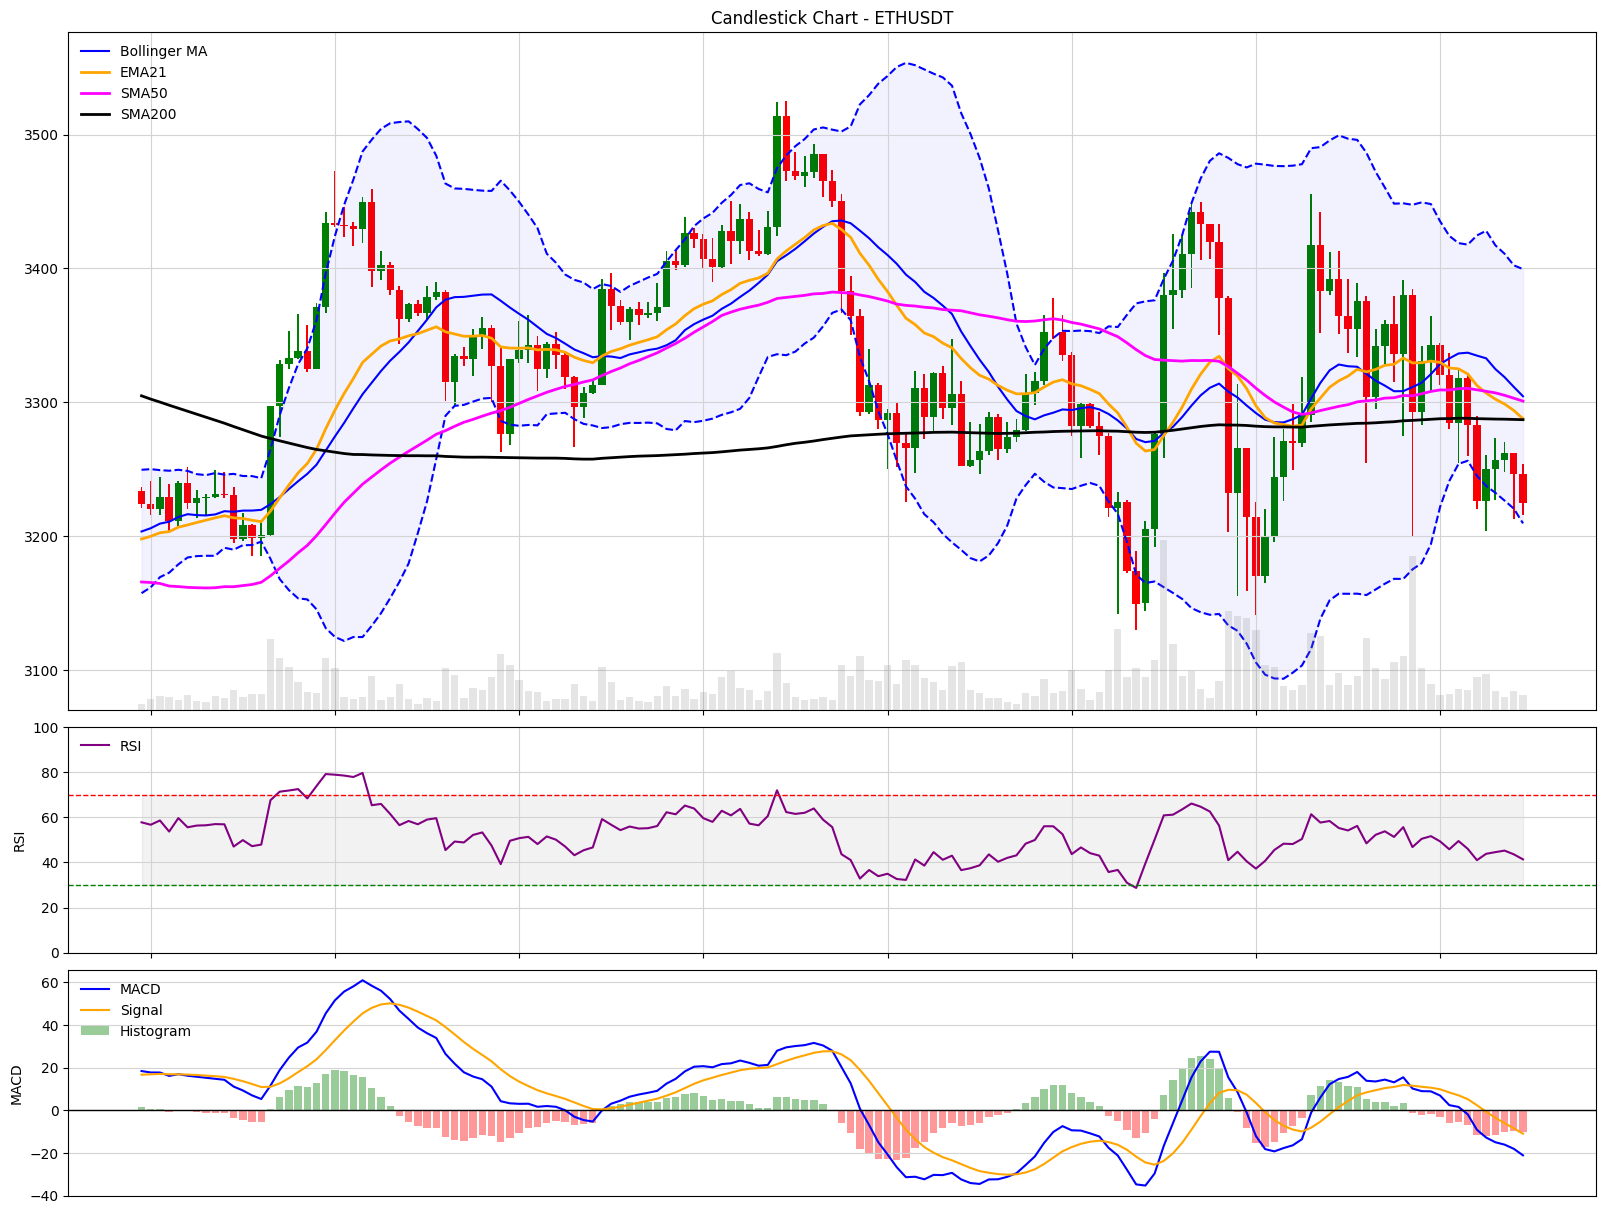 Candlestick Chart - ETHUSDT
Bollinger MA
EMA21
SMA50
SMA200
3500
3400
3300
3200
3100
RSI
100
80
60
40
20
0
RSI
MACD
Signal
Histogram
60
40
20
0
−20
−40
MACD